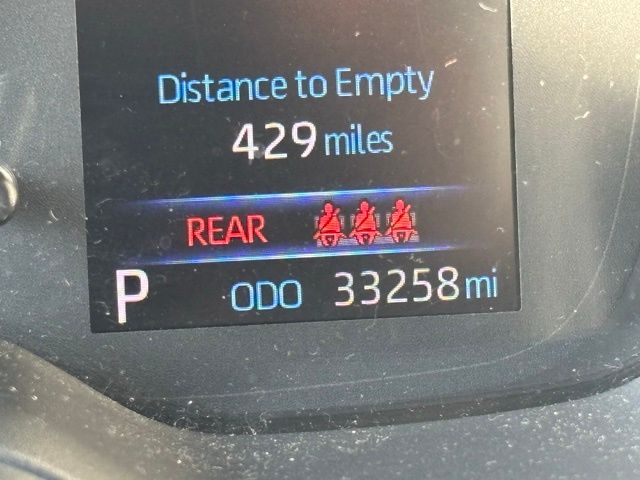 Distance to Empty
429 miles
REAR
P ODO 33258 mi